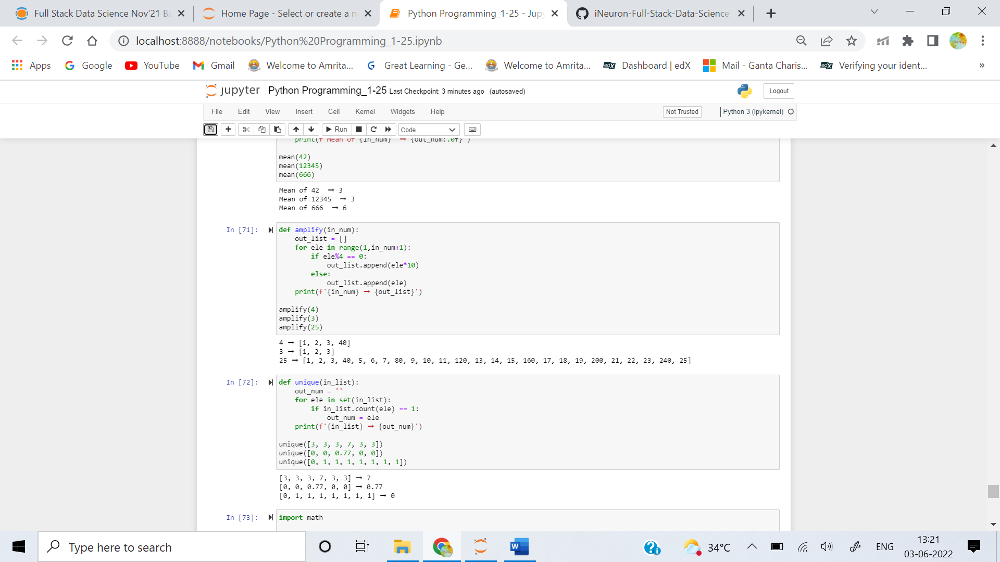 Full Stack Data Science Nov'21 Ba
Home Page - Select or create a n
Python Programming_1-25 - Jupy
iNeuron-Full-Stack-Data-Science-
localhost:8888/notebooks/Python%20Programming_1-25.ipynb
Apps
Google
YouTube
Gmail
Welcome to Amrita...
Great Learning - Ge...
Welcome to Amrita...
Dashboard | edX
Mail - Ganta Charis...
Verifying your ident...
»
jupyter Python Programming_1-25 Last Checkpoint: 3 minutes ago (autosaved)
Logout
File Edit View Insert Cell Kernel Widgets Help
Not Trusted
Python 3 (ipykernel)
Run
Code
print(f'Mean of {in_num}  ➞ {out_num:.0f}')
mean(42)
mean(12345)
mean(666)
Mean of 42  ➞ 3
Mean of 12345  ➞ 3
Mean of 666  ➞ 6
In [71]:
def amplify(in_num):
    out_list = []
    for ele in range(1,in_num+1):
        if ele%4 == 0:
            out_list.append(ele*10)
        else:
            out_list.append(ele)
    print(f'{in_num} ➞ {out_list}')
amplify(4)
amplify(3)
amplify(25)
4 ➞ [1, 2, 3, 40]
3 ➞ [1, 2, 3]
25 ➞ [1, 2, 3, 40, 5, 6, 7, 80, 9, 10, 11, 120, 13, 14, 15, 160, 17, 18, 19, 200, 21, 22, 23, 240, 25]
In [72]:
def unique(in_list):
    out_num = ''
    for ele in set(in_list):
        if in_list.count(ele) == 1:
            out_num = ele
    print(f'{in_list} ➞ {out_num}')
unique([3, 3, 3, 7, 3, 3])
unique([0, 0, 0.77, 0, 0])
unique([0, 1, 1, 1, 1, 1, 1, 1])
[3, 3, 3, 7, 3, 3] ➞ 7
[0, 0, 0.77, 0, 0] ➞ 0.77
[0, 1, 1, 1, 1, 1, 1, 1] ➞ 0
In [73]:
import math
Type here to search
34°C
ENG
13:21
03-06-2022